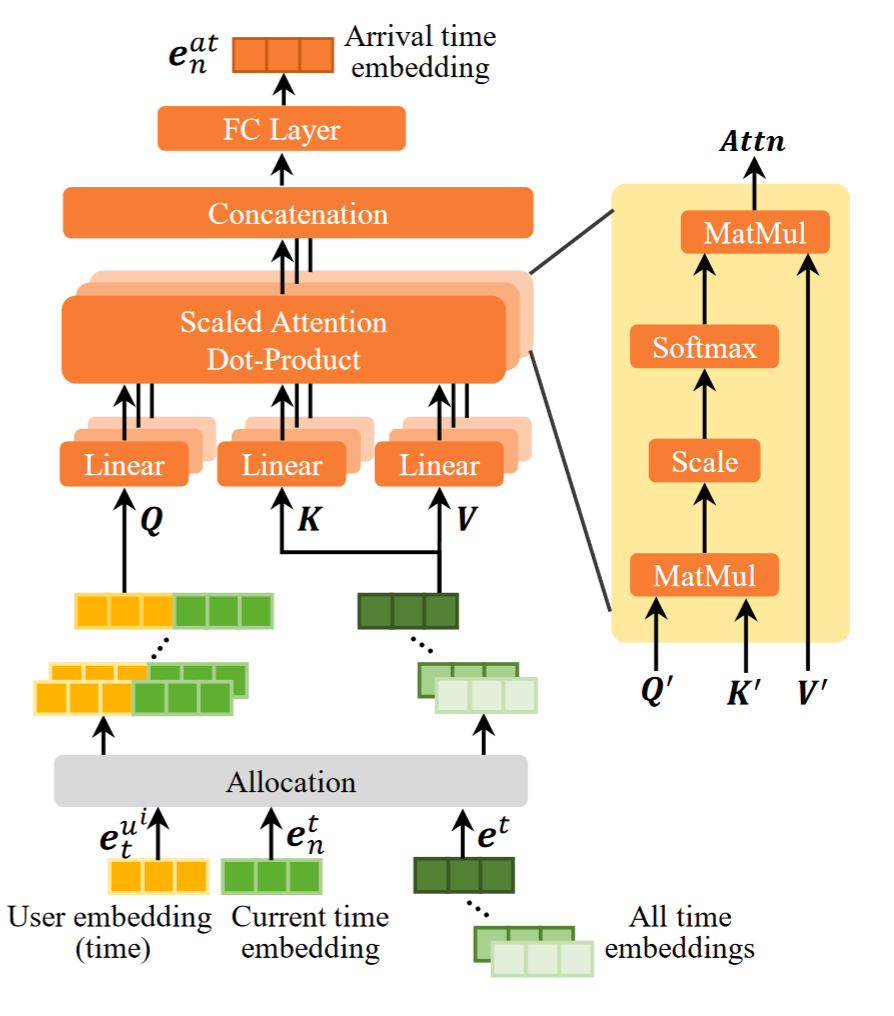 e_n^{at}
Arrival time
embedding
FC Layer
Concatenation
Scaled Attention
Dot-Product
Linear
Linear
Linear
Q
K
V
Allocation
e_t^{u^i}
e_n^t
e^t
User embedding
(time)
Current time
embedding
All time
embeddings
Attn
MatMul
Softmax
Scale
MatMul
Q′
K′
V′